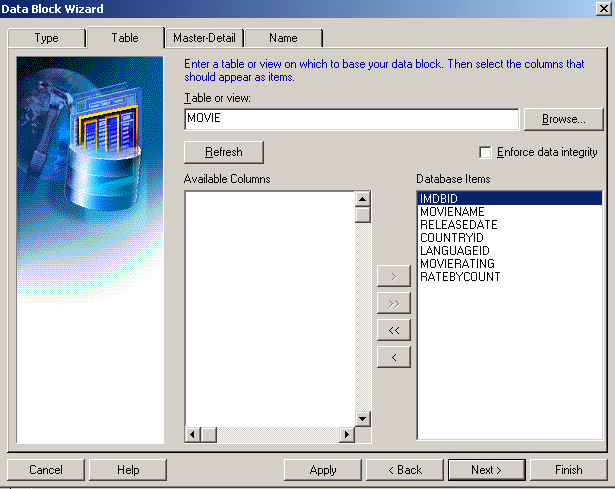 Data Block Wizard
Type
Table
Master-Detail
Name
Enter a table or view on which to base your data block. Then select the columns that
should appear as items.
Table or view:
MOVIE
Browse...
Refresh
Enforce data integrity
Available Columns
Database Items
IMDBID
MOVIENAME
RELEASEDATE
COUNTRYID
LANGUAGEID
MOVIERATING
RATEBYCOUNT
>
>>
<<
<
Cancel
Help
Apply
< Back
Next >
Finish